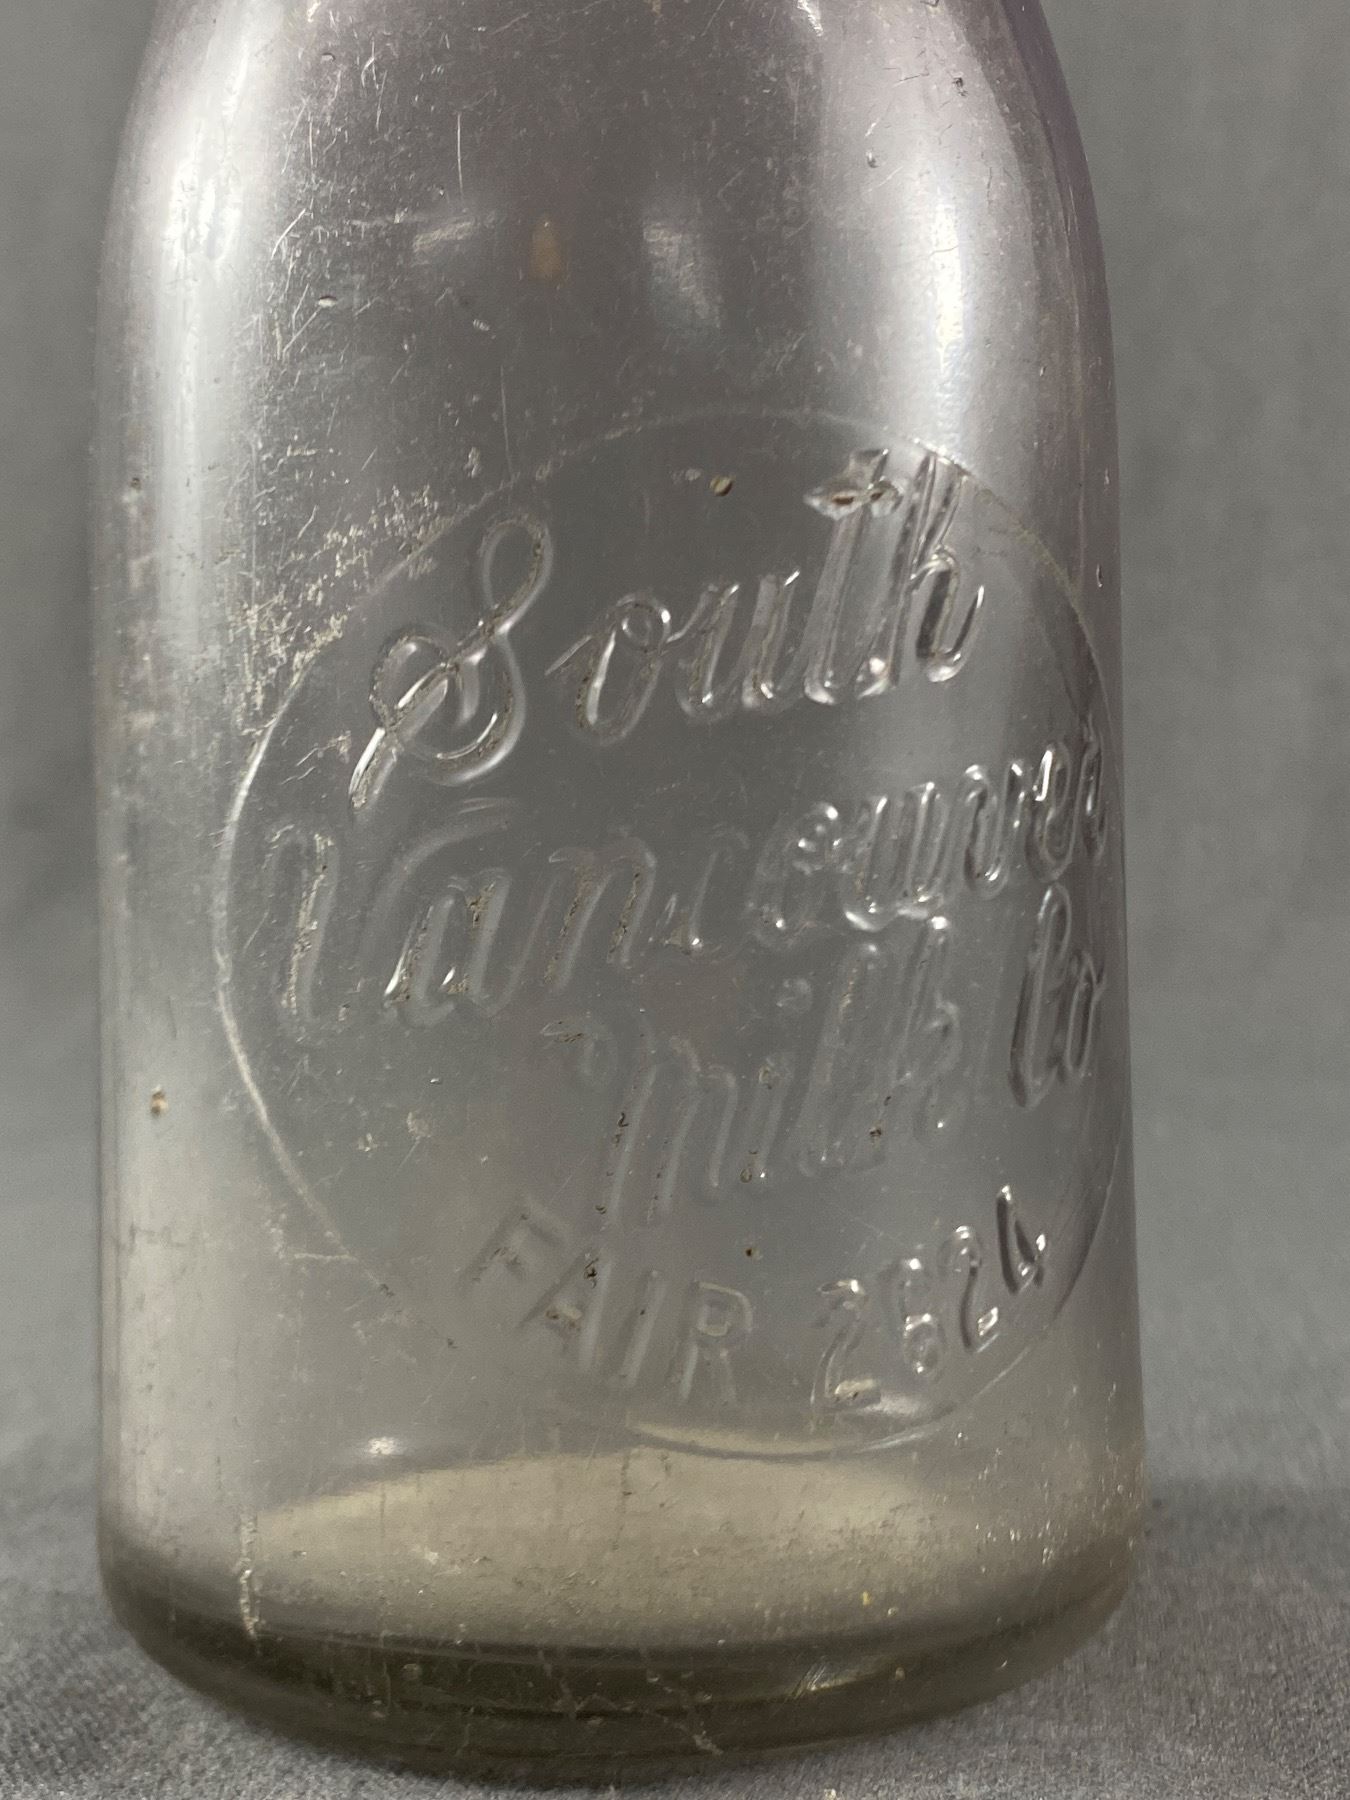 South
Vancouver
Milk Co
FAIR 2624